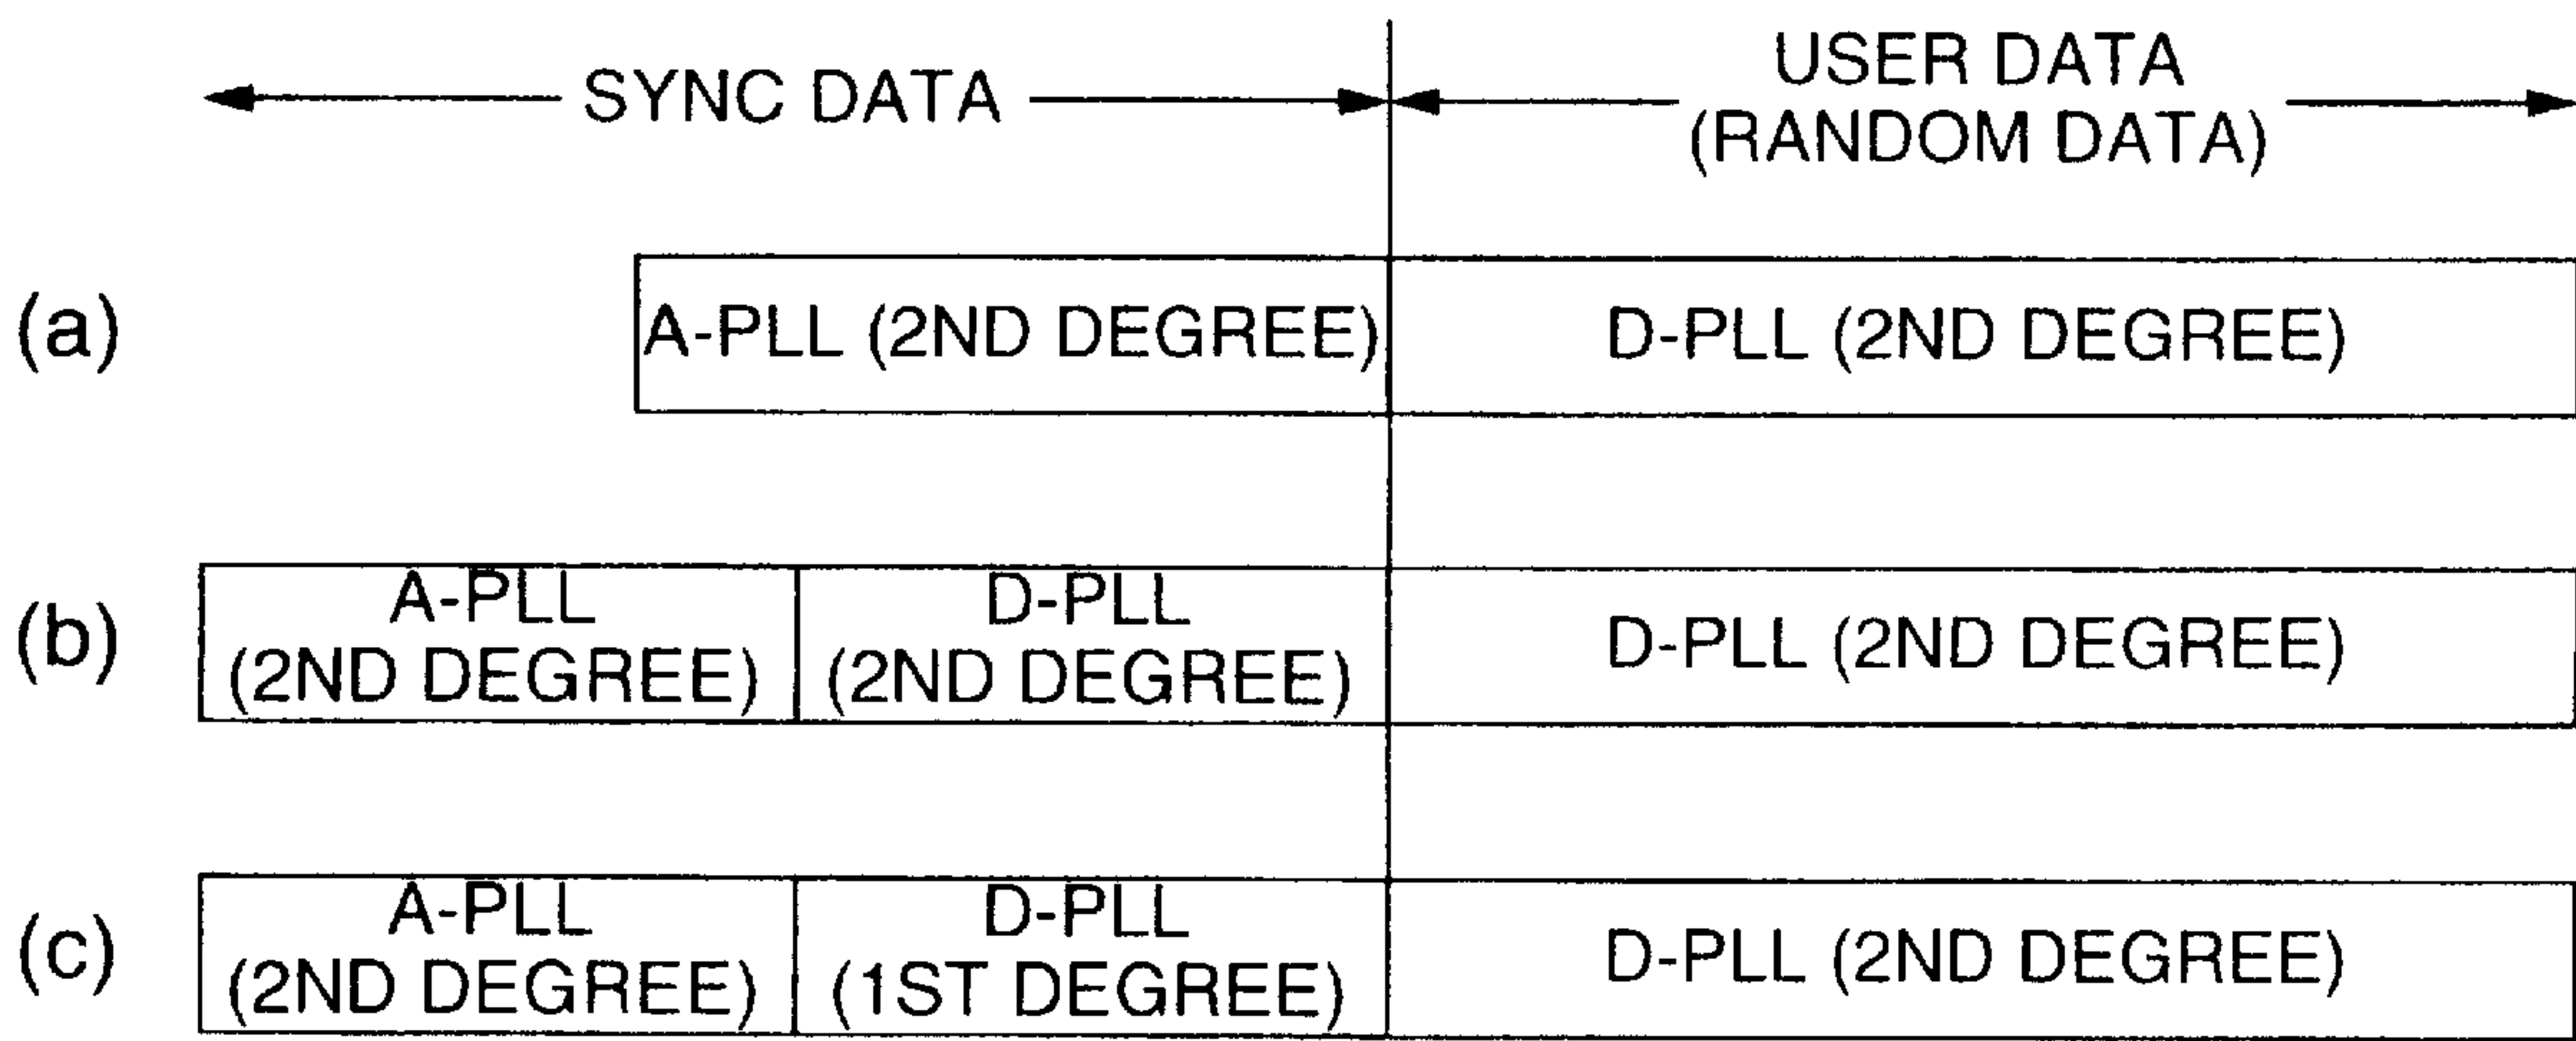 SYNC DATA
USER DATA
(RANDOM DATA)
(a)
A-PLL (2ND DEGREE)
D-PLL (2ND DEGREE)
(b)
A-PLL
(2ND DEGREE)
D-PLL
(2ND DEGREE)
D-PLL (2ND DEGREE)
(c)
A-PLL
(2ND DEGREE)
D-PLL
(1ST DEGREE)
D-PLL (2ND DEGREE)